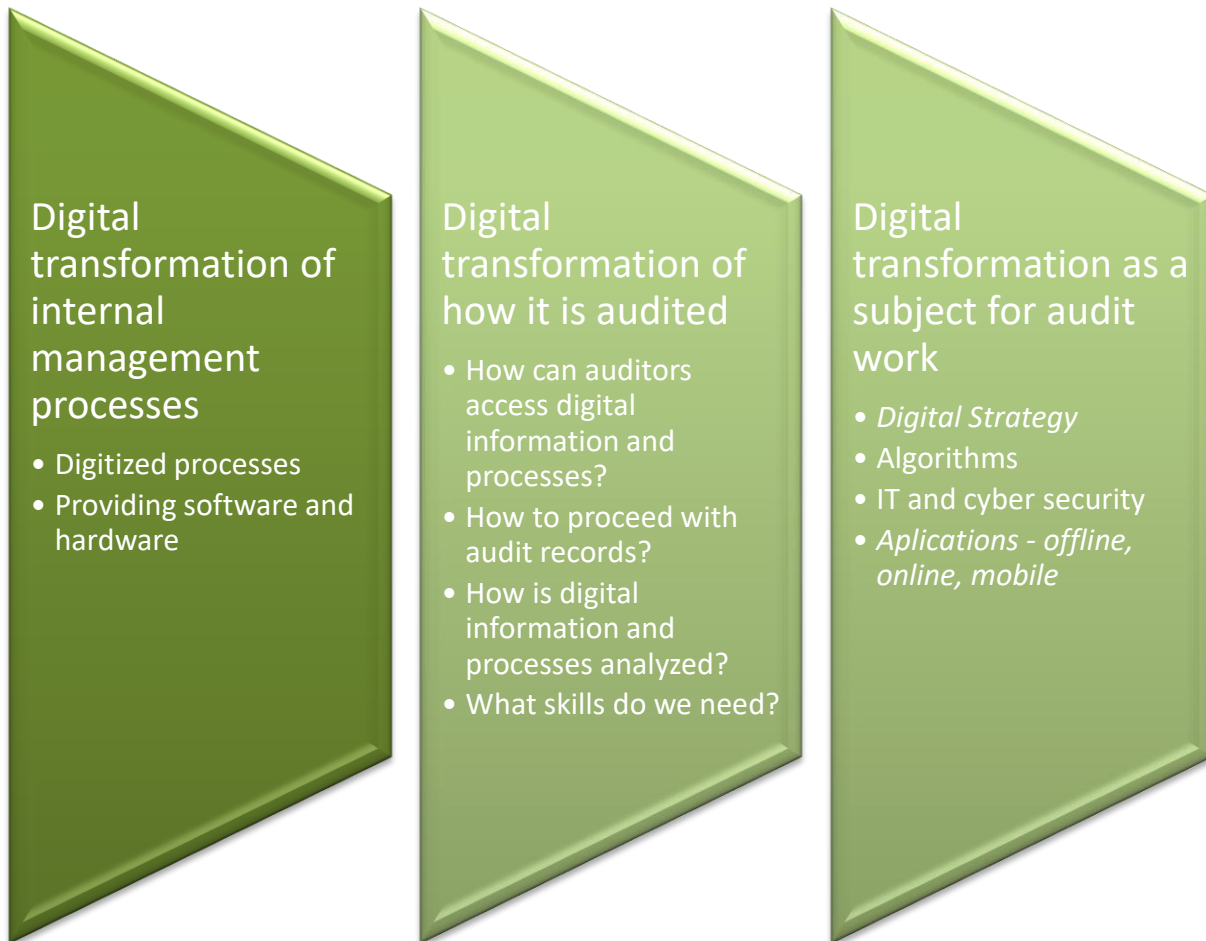 Digital
transformation of
internal
management
processes
• Digitized processes
• Providing software and
hardware
Digital
transformation of
how it is audited
• How can auditors
access digital
information and
processes?
• How to proceed with
audit records?
• How is digital
information and
processes analyzed?
• What skills do we need?
Digital
transformation as a
subject for audit
work
• Digital Strategy
• Algorithms
• IT and cyber security
• Aplications - offline,
online, mobile